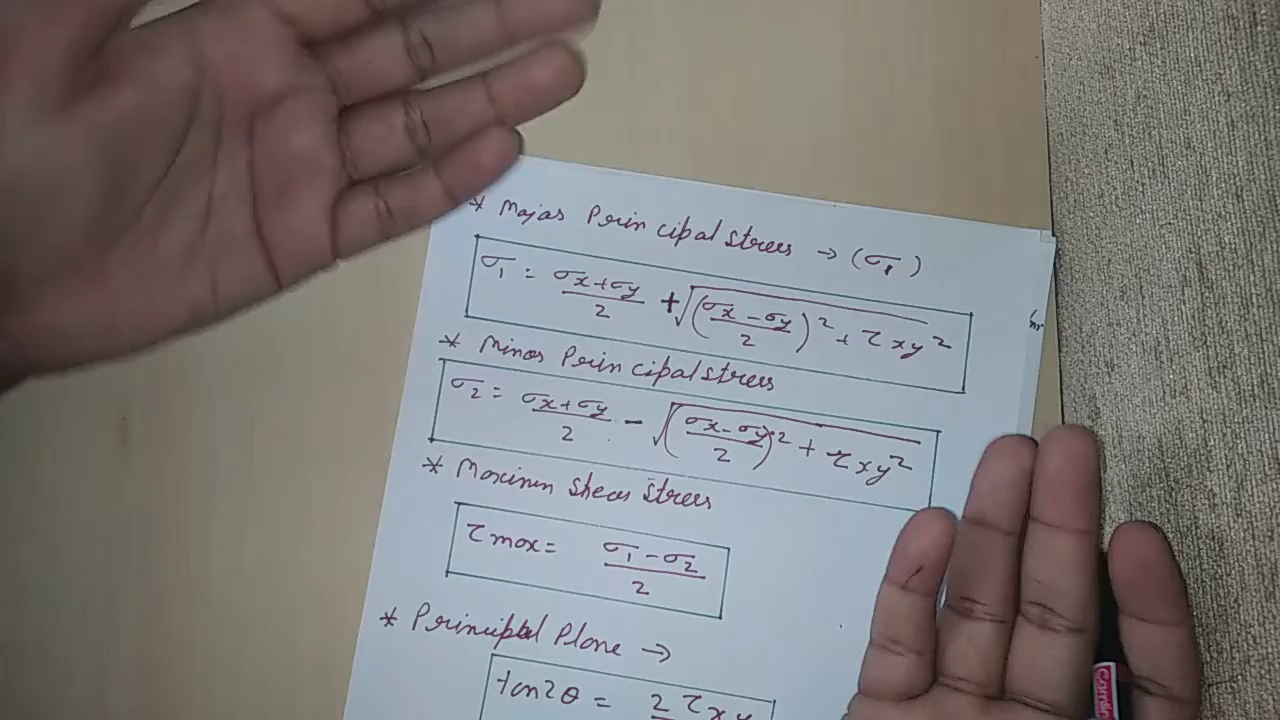 * Major Principal stress → (σ1)
σ1 = σx+σy/2 + √((σx-σy/2)² + τxy²)
* Minor Principal stress
σ2 = σx+σy/2 - √((σx-σy/2)² + τxy²)
* Maximum Shear Stress
τmax = σ1-σ2/2
* Principal Plane →
tan2θ = 2τxy